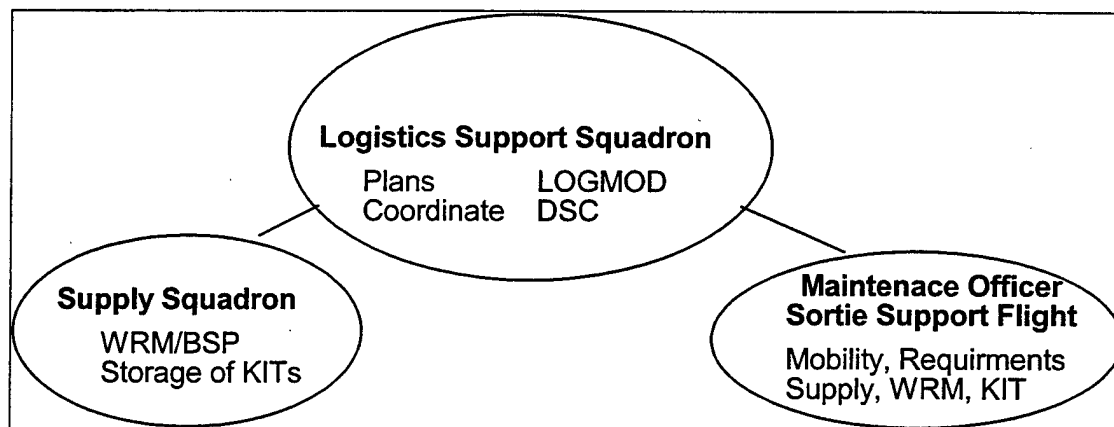 Logistics Support Squadron
Plans LOGMOD
Coordinate DSC
Supply Squadron
WRM/BSP
Storage of KITs
Maintenace Officer
Sortie Support Flight
Mobility, Requirments
Supply, WRM, KIT